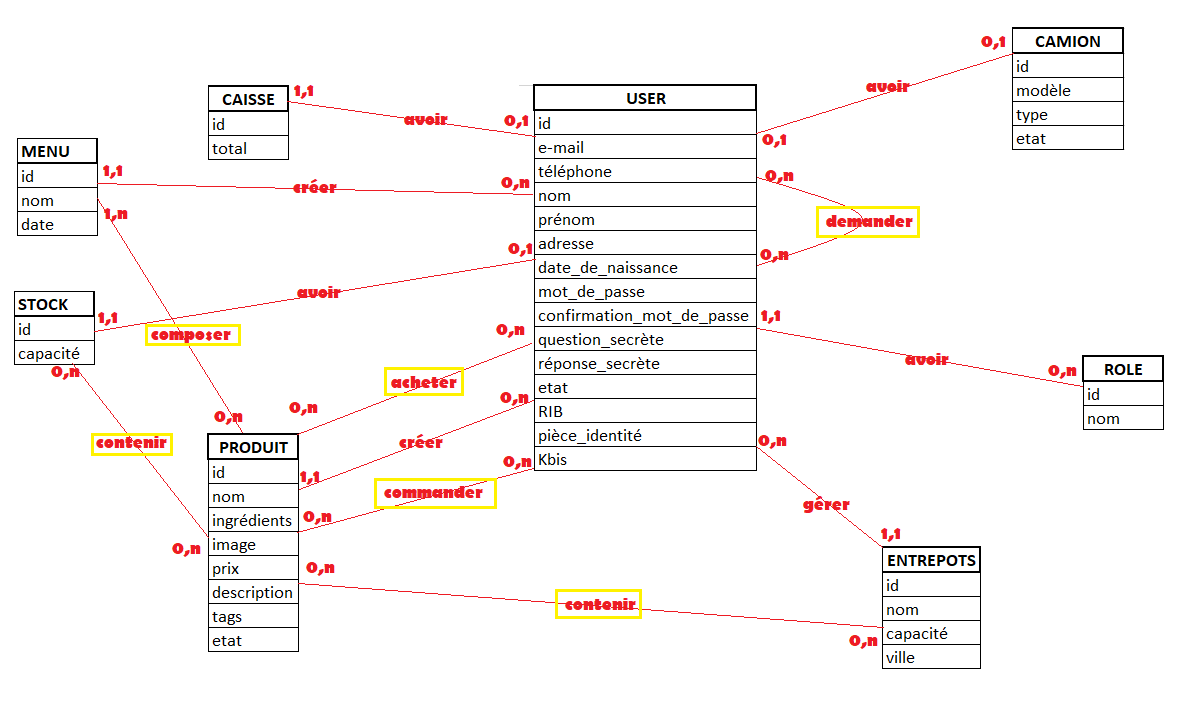 CAMION
id
modèle
type
etat
0,1
avoir
0,1
CAISSE
id
total
1,1
avoir
0,1
USER
id
e-mail
téléphone
nom
prénom
adresse
date_de_naissance
mot_de_passe
confirmation_mot_de_passe
question_secrète
réponse_secrète
etat
RIB
pièce_identité
Kbis
MENU
id
nom
date
1,1
créer
0,n
1,n
composer
0,n
0,n
demander
0,n
STOCK
id
capacité
1,1
avoir
0,1
0,n
contenir
0,n
1,1
avoir
0,n
ROLE
id
nom
0,n
acheter
0,n
0,n
créer
1,1
0,n
commander
0,n
PRODUIT
id
nom
ingrédients
image
prix
description
tags
etat
0,n
contenir
0,n
0,n
gérer
1,1
ENTREPOTS
id
nom
capacité
ville